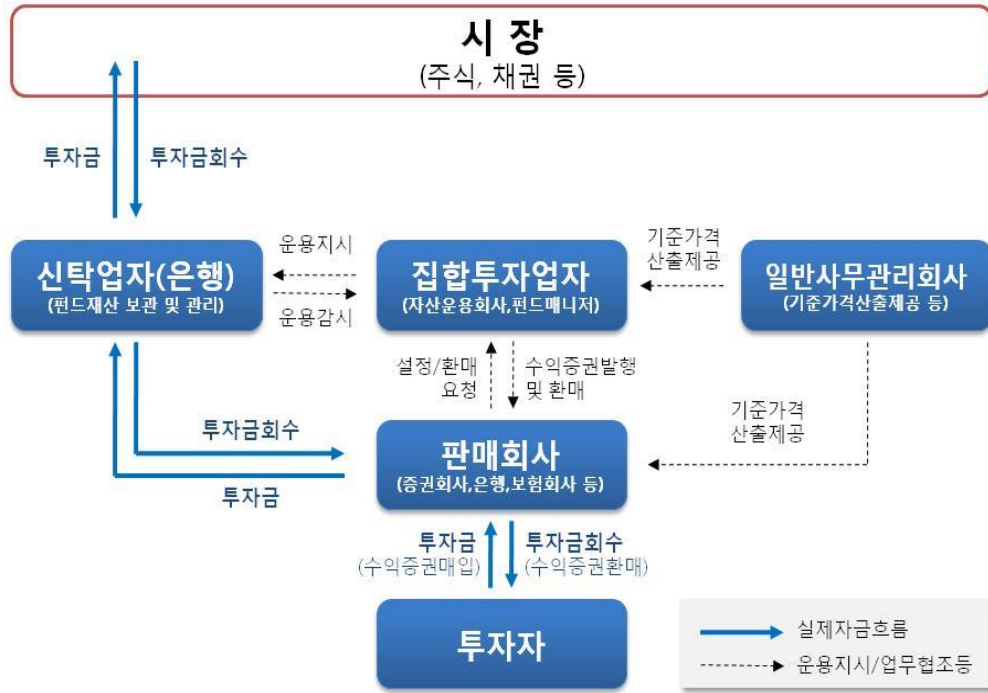 시 장
(주식, 채권 등)
투자금
투자금회수
신탁업자(은행)
(펀드재산 보관 및 관리)
운용지시
운용감시
집합투자업자
(자산운용회사,펀드매니저)
기준가격
산출제공
일반사무관리회사
(기준가격산출제공 등)
설정/환매
요청
수익증권발행
및 환매
기준가격
산출제공
투자금회수
투자금
판매회사
(증권회사,은행,보험회사 등)
투자금
(수익증권매입)
투자금회수
(수익증권환매)
투자자
실제자금흐름
운용지시/업무협조등